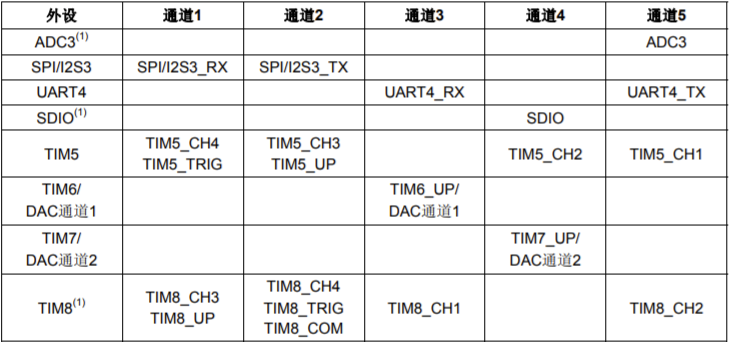 外设 通道1 通道2 通道3 通道4 通道5
ADC3(1) ADC3
SPI/I2S3 SPI/I2S3_RX SPI/I2S3_TX
UART4 UART4_RX UART4_TX
SDIO(1) SDIO
TIM5 TIM5_CH4 TIM5_TRIG TIM5_CH3 TIM5_UP TIM5_CH2 TIM5_CH1
TIM6/ DAC通道1 TIM6_UP/ DAC通道1
TIM7/ DAC通道2 TIM7_UP/ DAC通道2
TIM8(1) TIM8_CH3 TIM8_UP TIM8_CH4 TIM8_TRIG TIM8_COM TIM8_CH1 TIM8_CH2